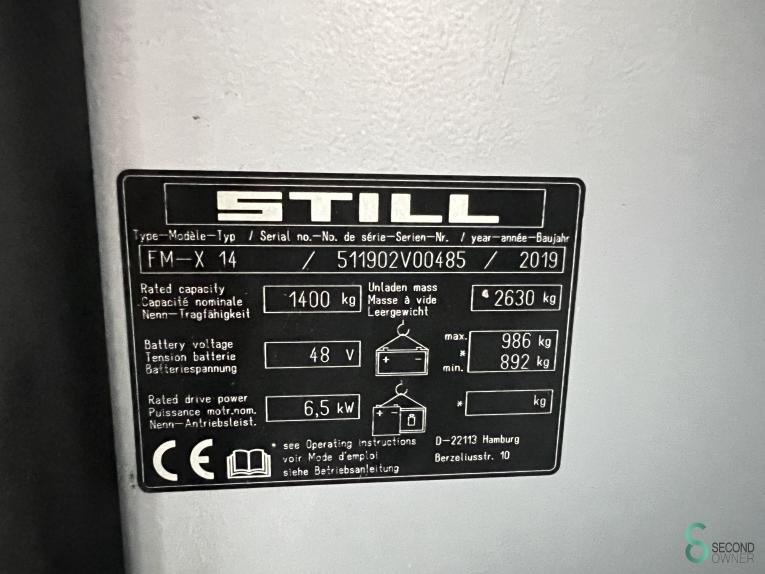 STILL
Type-Modèle-Typ / Serial no.-No. de série-Serien-Nr. / year-année-Baujahr
FM-X 14 / 511902V00485 / 2019
Rated capacity
Capacité nominale
Nenn-Tragfähigkeit
1400 kg
Unladen mass
Masse à vide
Leergewicht
2630 kg
Battery voltage
Tension batterie
Batteriespannung
48 V
+ -
max.
*
min.
986 kg
892 kg
Rated drive power
Puissance motr.nom.
Nenn-Antriebsleist.
6,5 kW
+ -
* kg
CE
* see Operating Instructions
voir Mode d'emploi
siehe Betriebsanleitung
D-22113 Hamburg
Berzeliusstr. 10
SECOND
OWNER